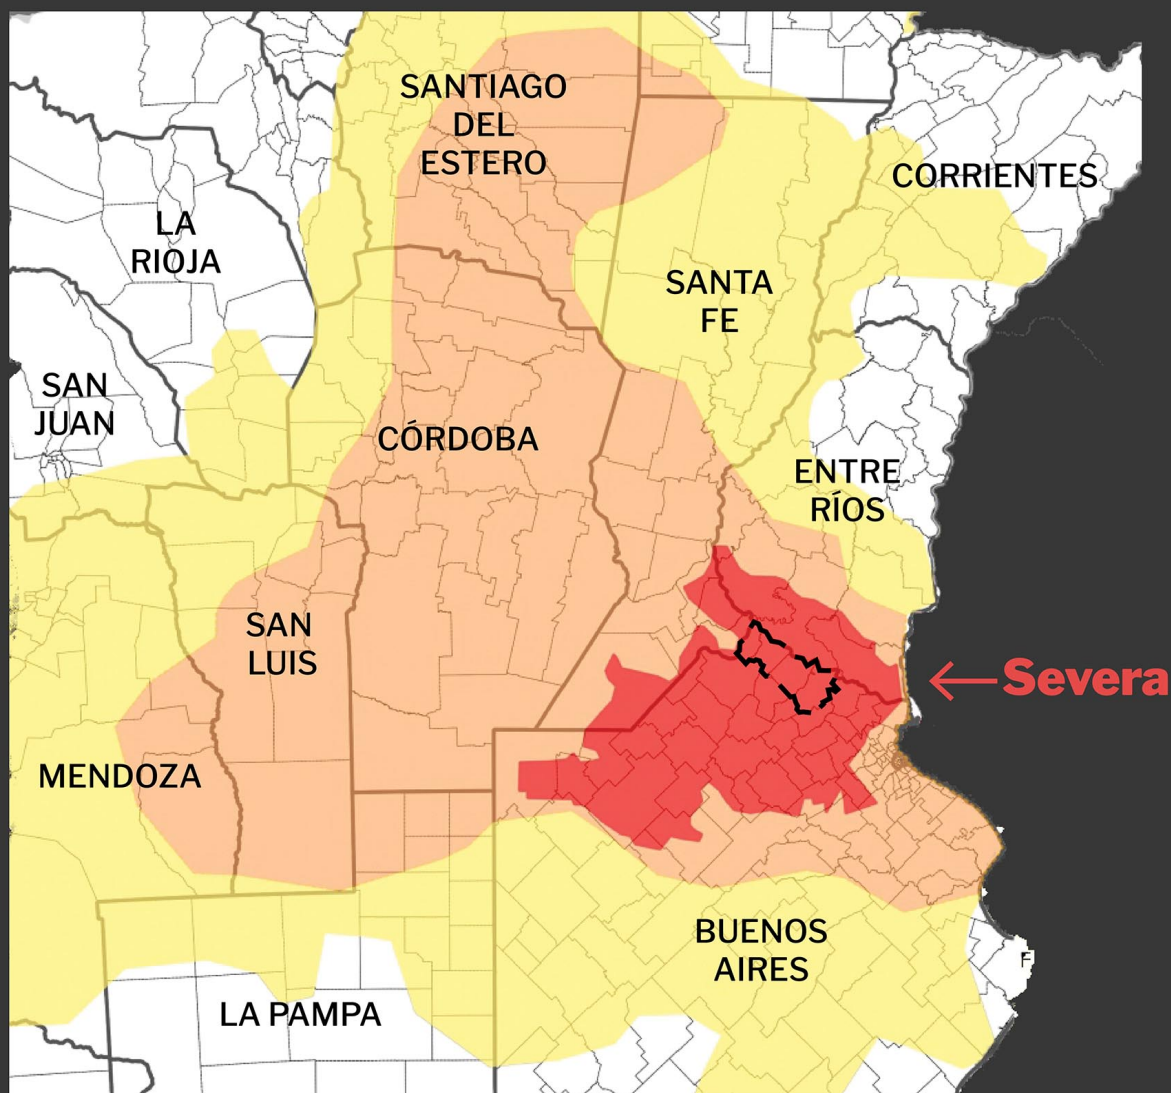 SANTIAGO
DEL
ESTERO
CORRIENTES
LA
RIOJA
SANTA
FE
SAN
JUAN
CÓRDOBA
ENTRE
RÍOS
SAN
LUIS
←Severa
MENDOZA
BUENOS
AIRES
F
LA PAMPA